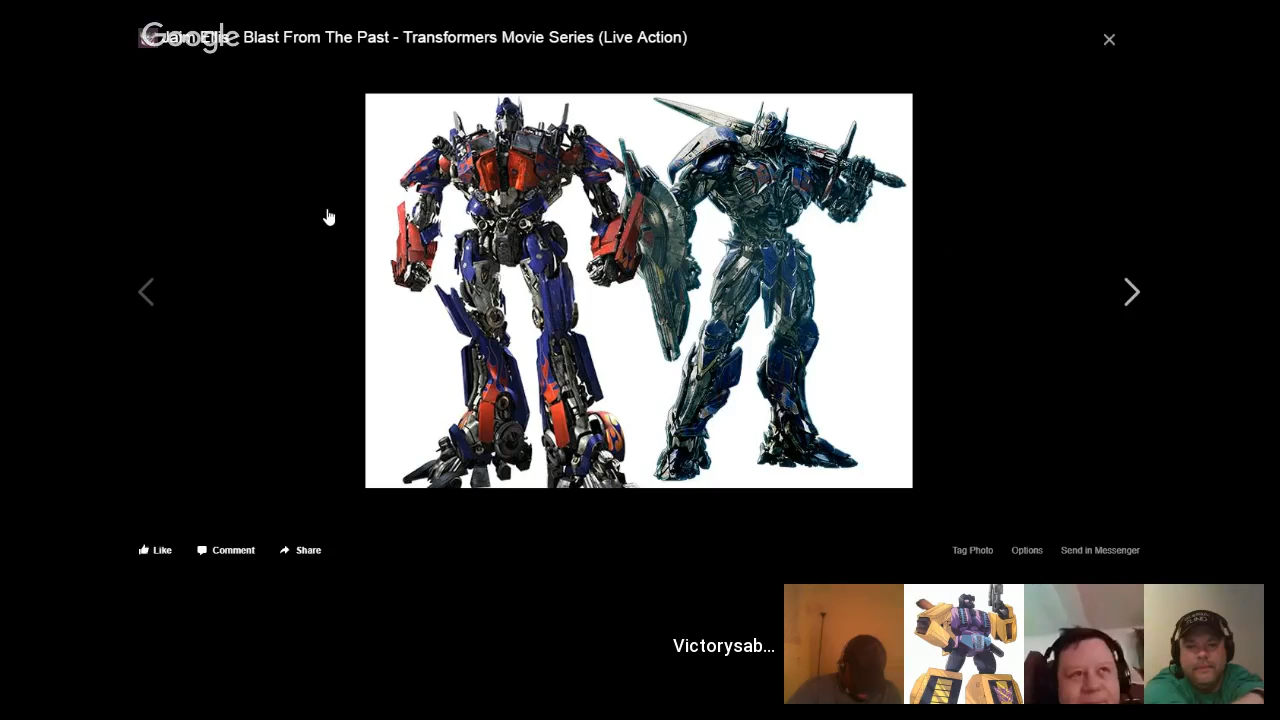 Google
Blast From The Past - Transformers Movie Series (Live Action)
Like
Comment
Share
Tag Photo
Options
Send in Messenger
Victorysab...